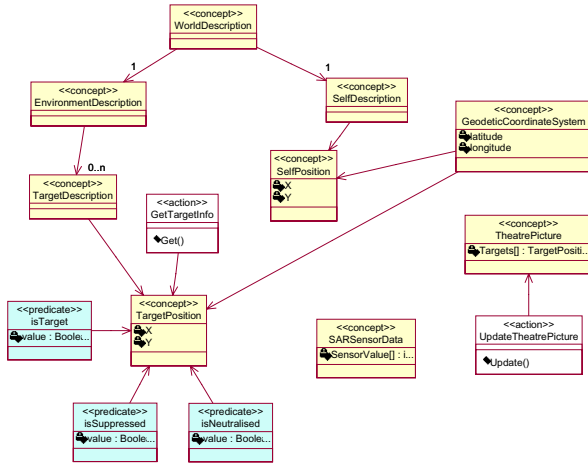 <<concept>>
WorldDescription
1
1
<<concept>>
EnvironmentDescription
<<concept>>
SelfDescription
<<concept>>
GeodeticCoordinateSystem
latitude
longitude
0..n
<<concept>>
TargetDescription
<<action>>
GetTargetInfo
Get()
<<concept>>
SelfPosition
X
Y
<<concept>>
TheatrePicture
Targets[] : TargetPositi...
<<predicate>>
isTarget
value : Boole...
<<concept>>
TargetPosition
X
Y
<<concept>>
SARSensorData
SensorValue[] : i...
<<action>>
UpdateTheatrePicture
Update()
<<predicate>>
isSuppressed
value : Boole...
<<predicate>>
isNeutralised
value : Boole...